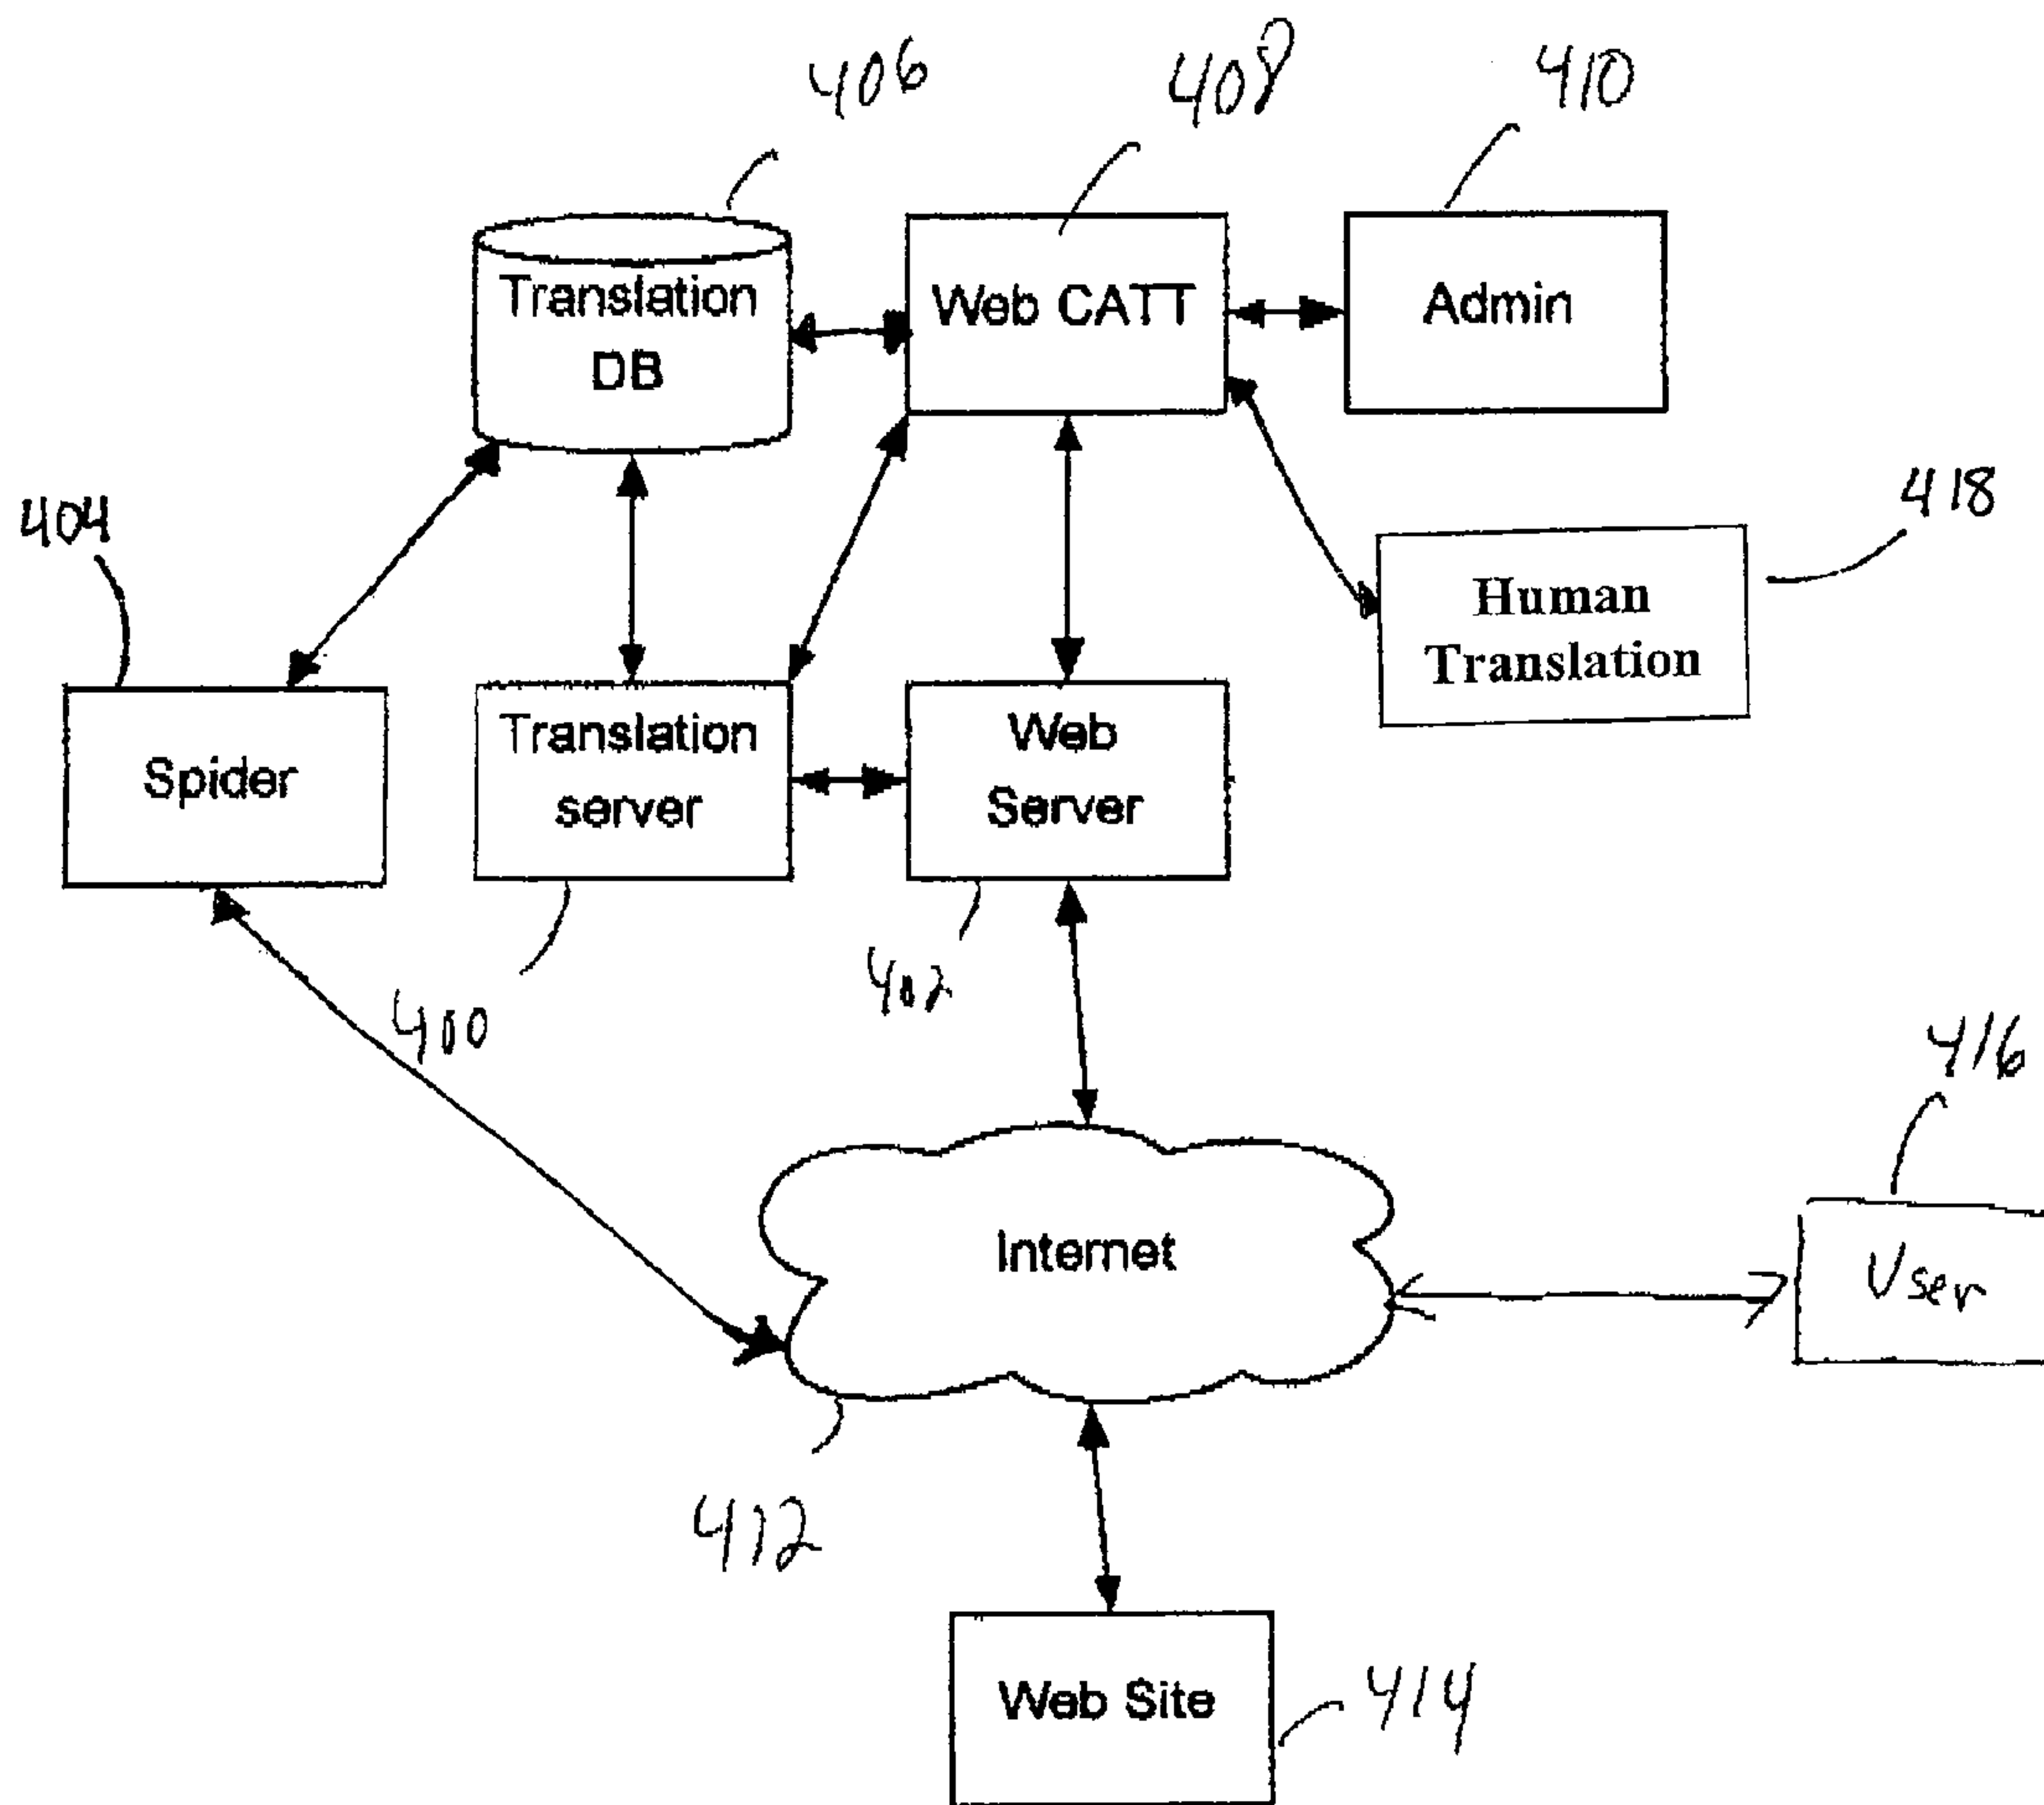 406
408
410
Translation
DB
Web CATT
Admin
404
418
Human
Translation
Spider
Translation
server
Web
Server
400
402
416
Internet
User
412
Web Site
414